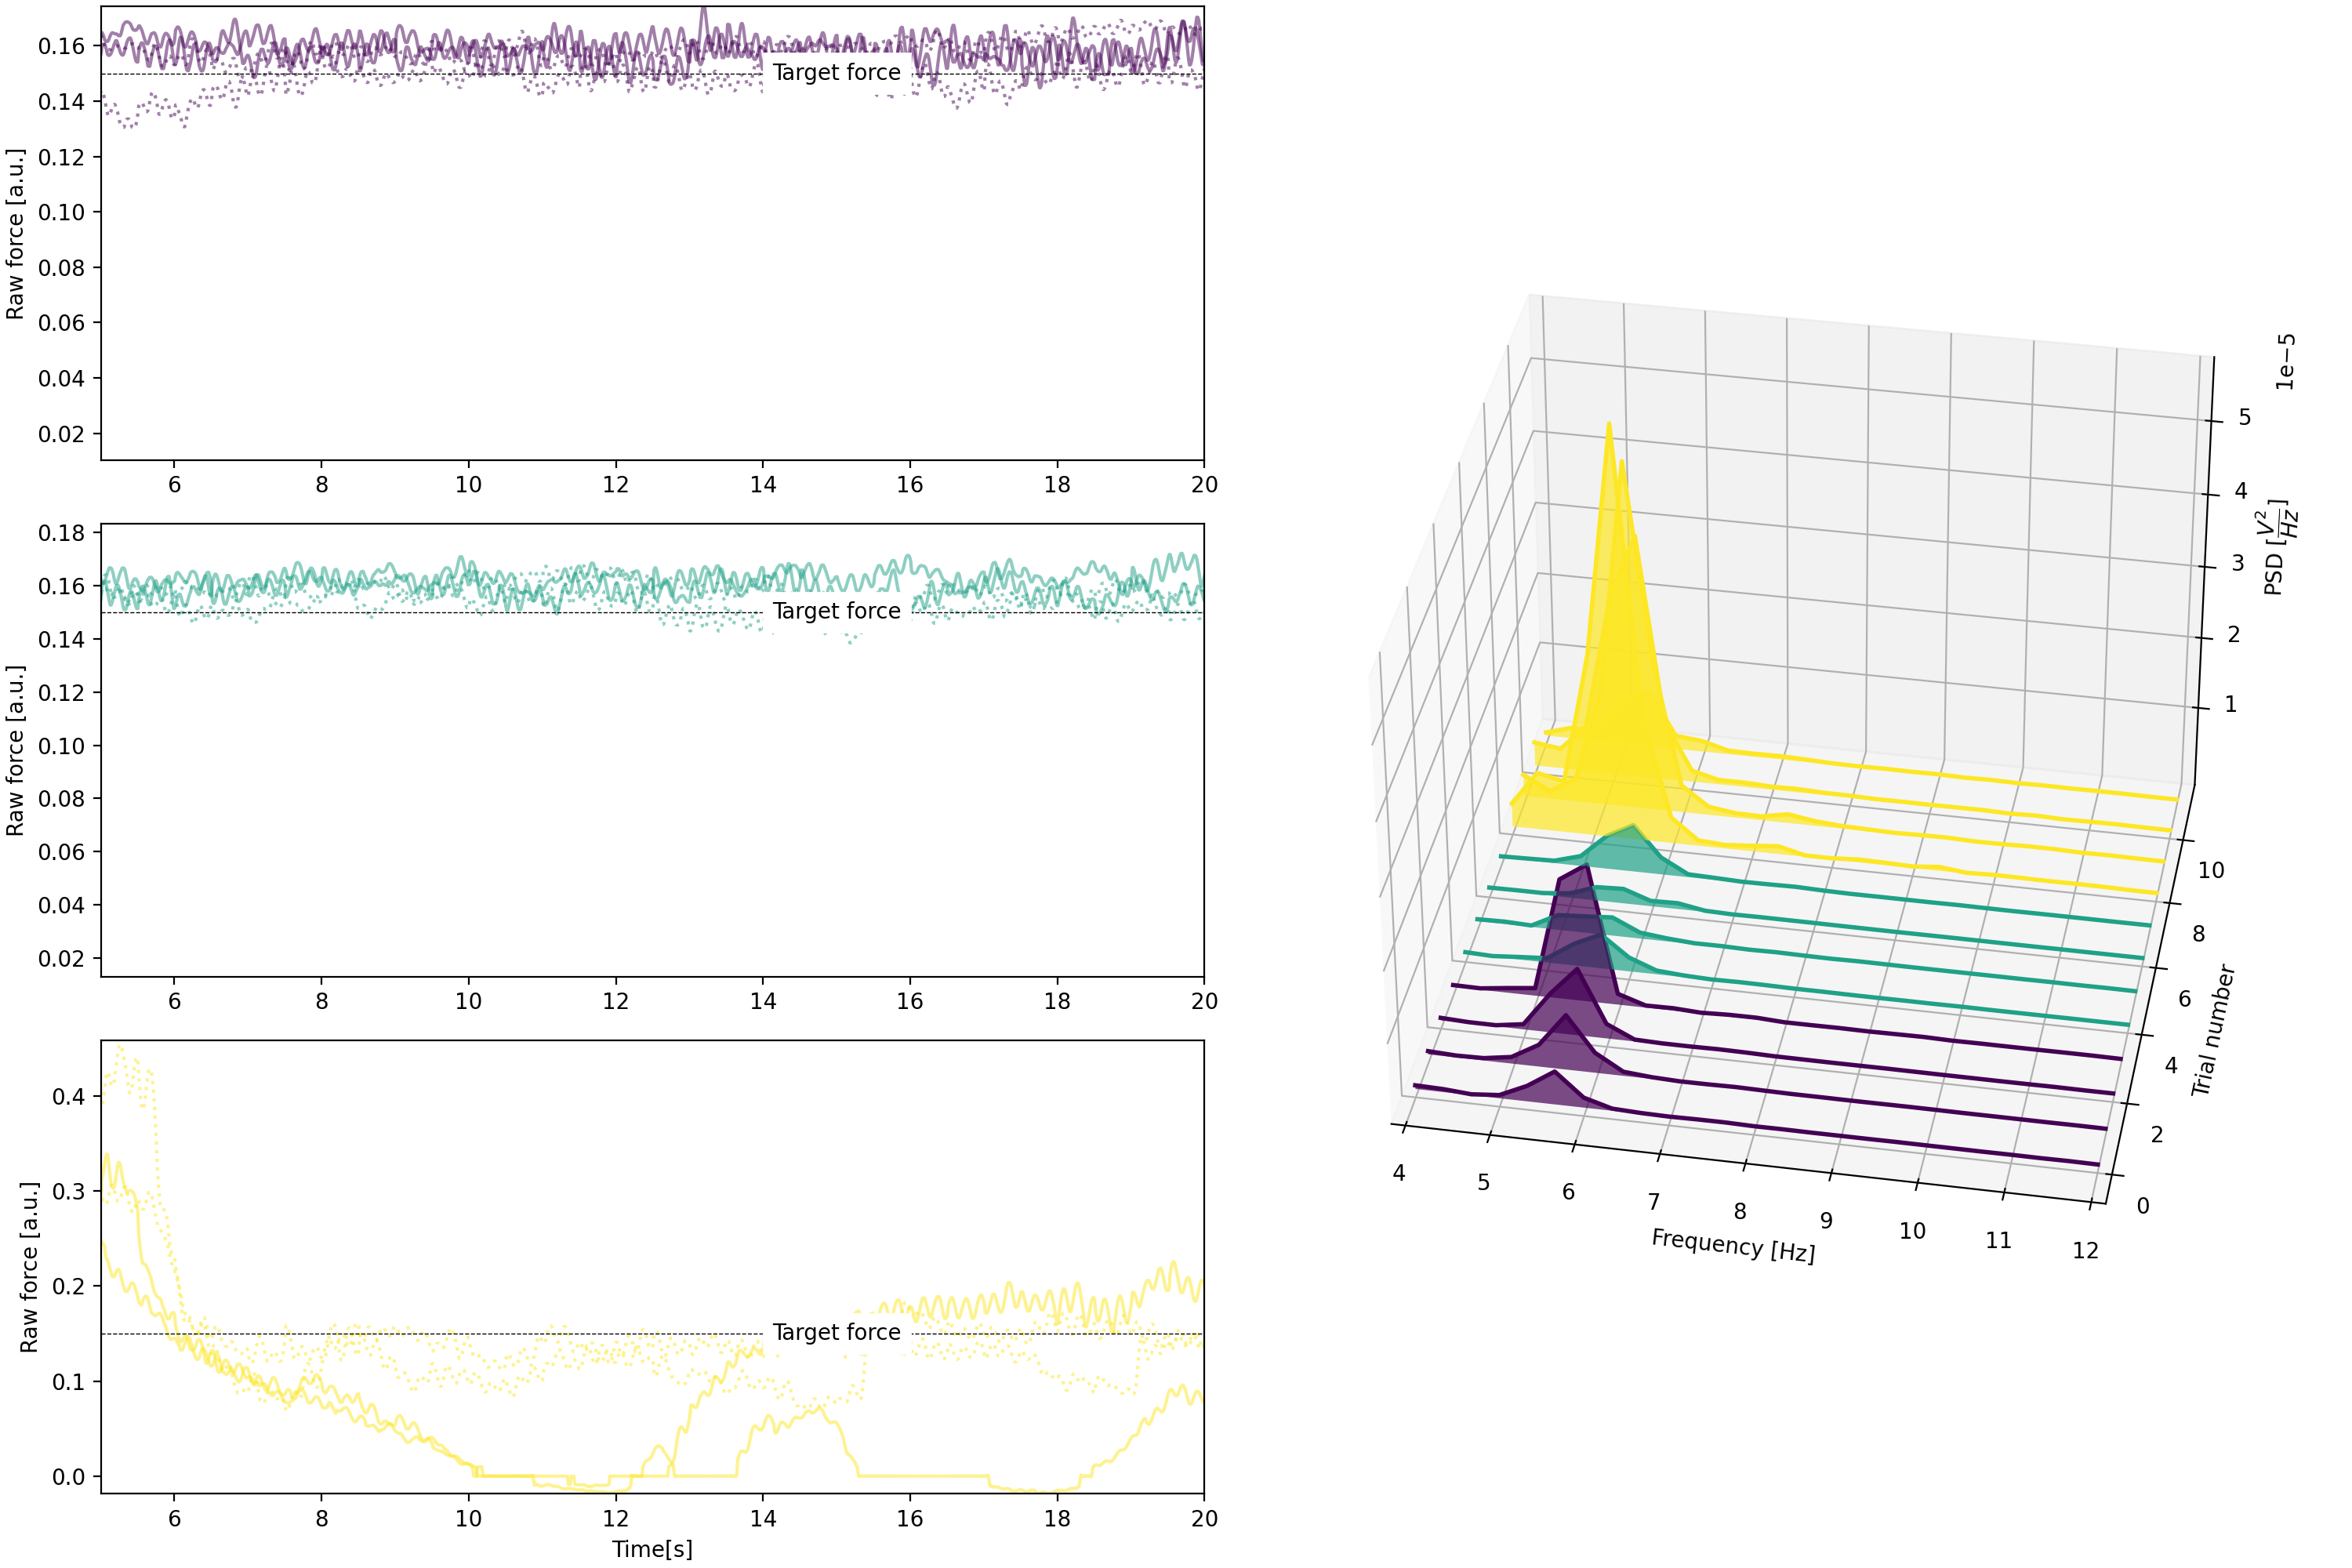 0.16
0.14
0.12
0.10
0.08
0.06
0.04
0.02
Raw force [a.u.]
Target force
6 8 10 12 14 16 18 20
0.18
0.16
0.14
0.12
0.10
0.08
0.06
0.04
0.02
Raw force [a.u.]
Target force
6 8 10 12 14 16 18 20
0.4
0.3
0.2
0.1
0.0
Raw force [a.u.]
Target force
6 8 10 12 14 16 18 20
Time[s]
1e−5
5
4
3
2
1
PSD [V²/Hz]
10
8
6
4
2
0
Trial number
4 5 6 7 8 9 10 11 12
Frequency [Hz]